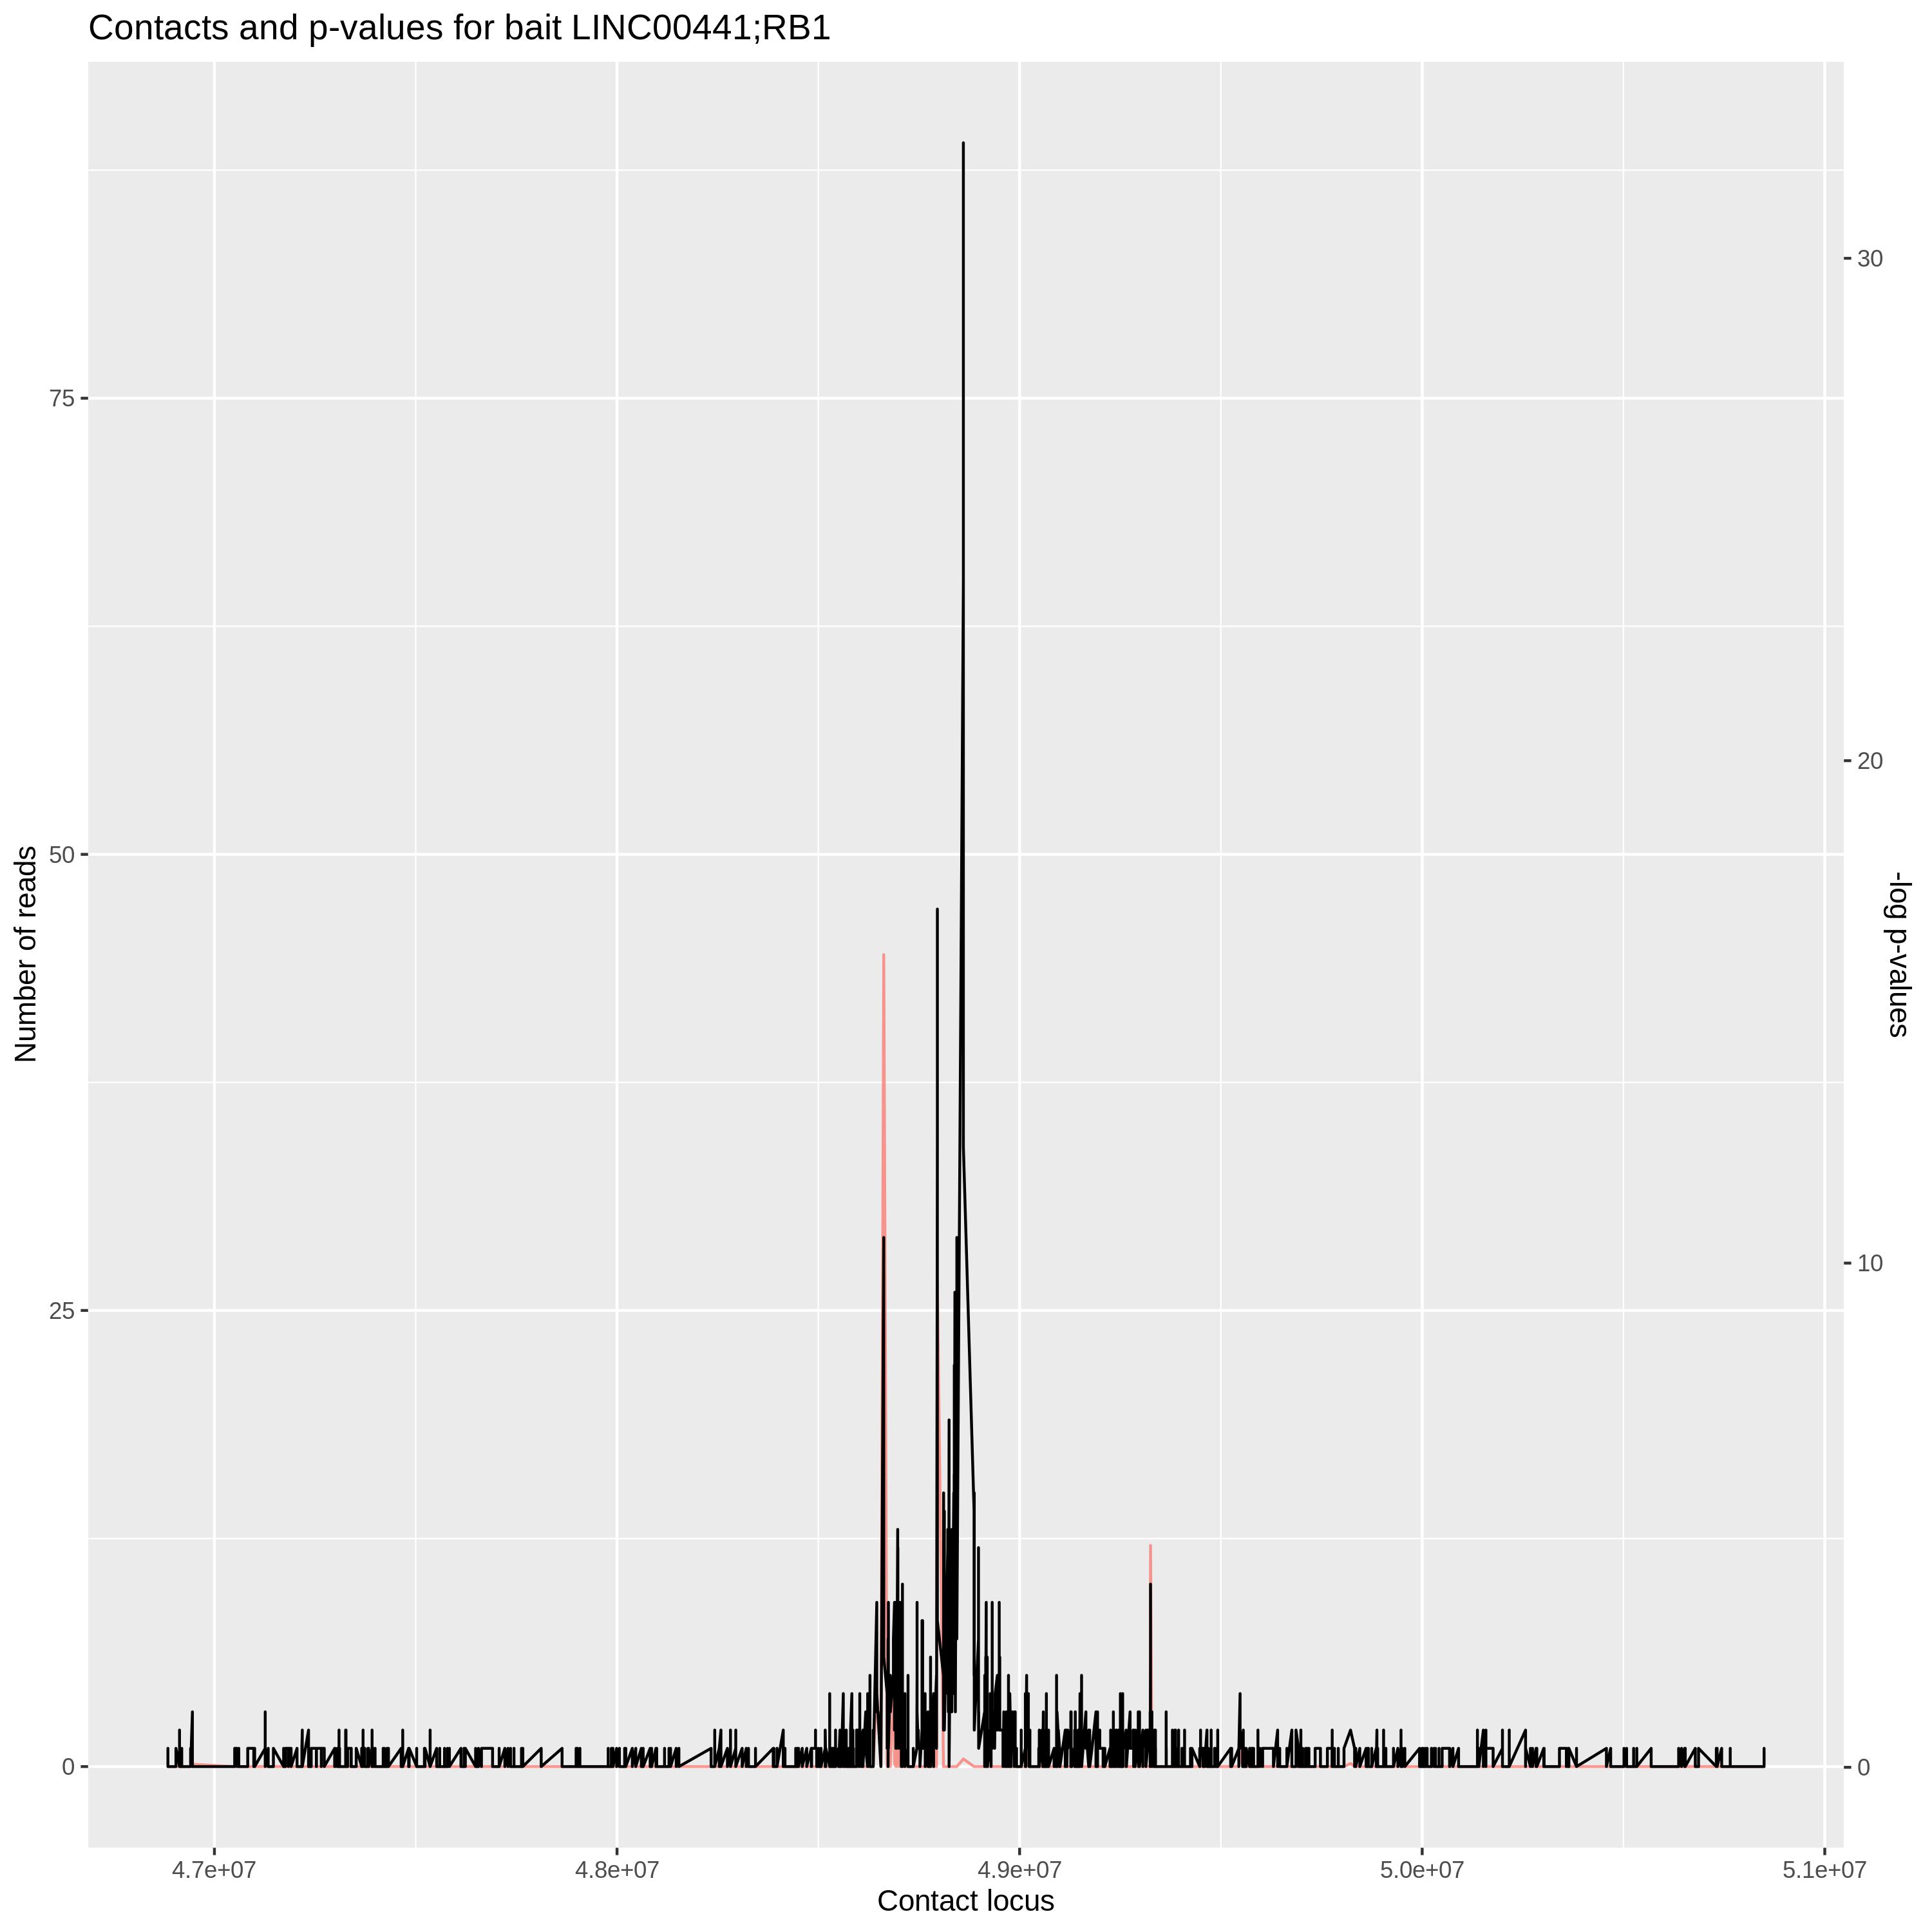 Contacts and p-values for bait LINC00441;RB1
Number of reads
75
50
25
0
30
20
10
0
-log p-values
4.7e+07 4.8e+07 4.9e+07 5.0e+07 5.1e+07
Contact locus